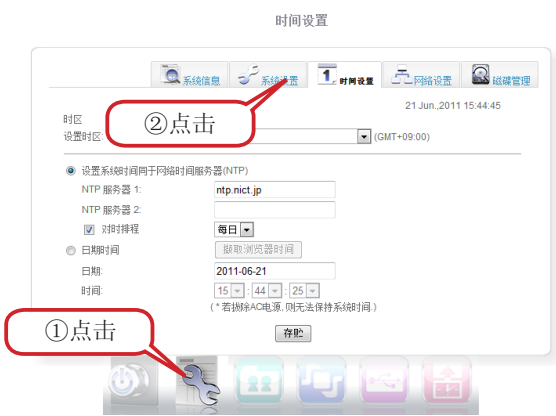 时间设置
系统信息 系统设置 时间设置 网络设置 磁碟管理
21 Jun.,2011 15:44:45
时区
②点击
设置时区: (GMT+09:00)
设置系统时间同于网络时间服务器(NTP)
NTP 服务器 1: ntp.nict.jp
NTP 服务器 2:
对时排程 每日
日期时间 撷取浏览器时间
日期: 2011-06-21
时间: 15 : 44 : 25
(* 若拔除AC电源, 则无法保持系统时间.)
①点击
存贮